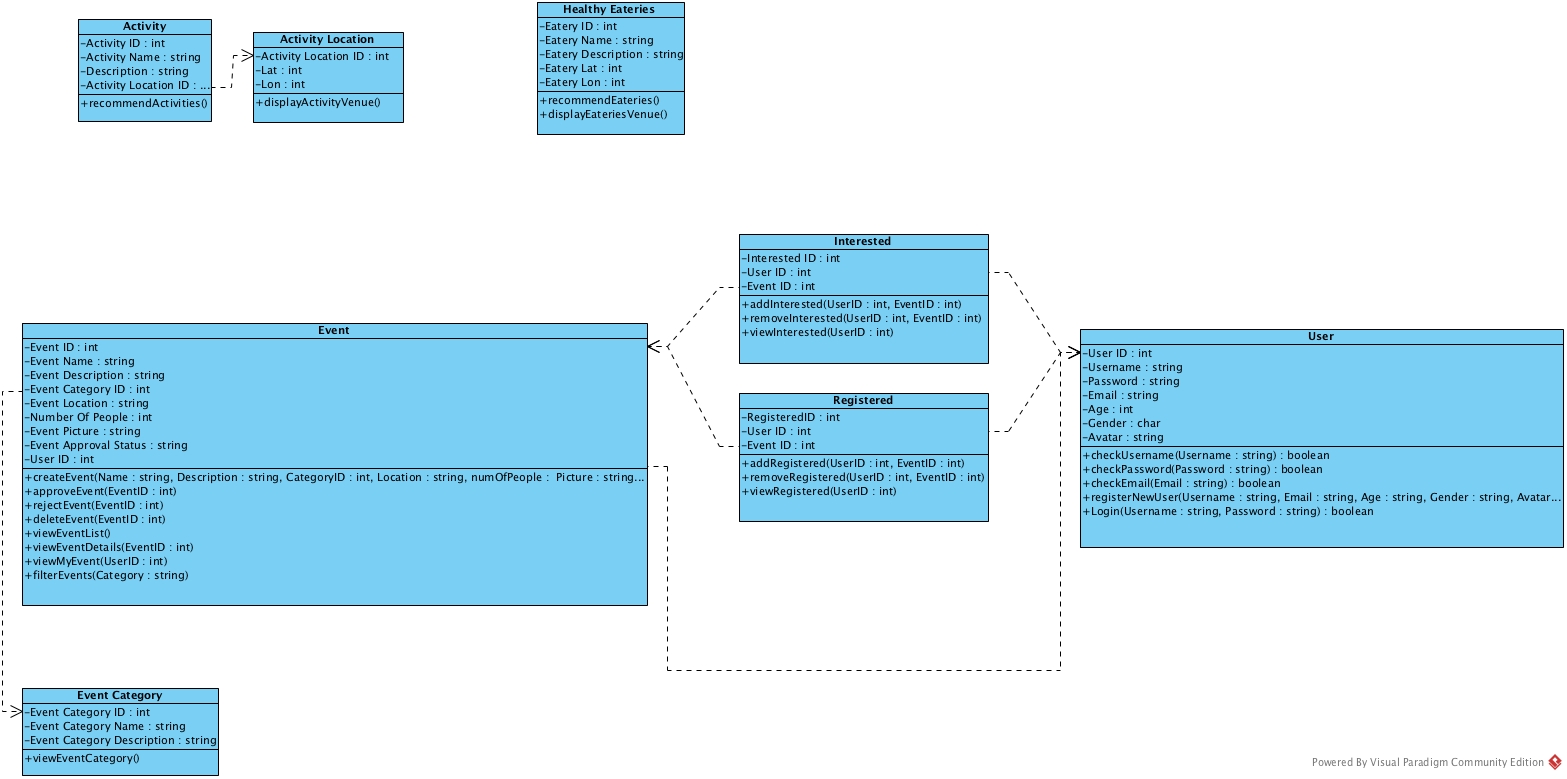 Activity
-Activity ID : int
-Activity Name : string
-Description : string
-Activity Location ID : ...
+recommendActivities()
Activity Location
-Activity Location ID : int
-Lat : int
-Lon : int
+displayActivityVenue()
Healthy Eateries
-Eatery ID : int
-Eatery Name : string
-Eatery Description : string
-Eatery Lat : int
-Eatery Lon : int
+recommendEateries()
+displayEateriesVenue()
Interested
-Interested ID : int
-User ID : int
-Event ID : int
+addInterested(UserID : int, EventID : int)
+removeInterested(UserID : int, EventID : int)
+viewInterested(UserID : int)
Event
-Event ID : int
-Event Name : string
-Event Description : string
-Event Category ID : int
-Event Location : string
-Number Of People : int
-Event Picture : string
-Event Approval Status : string
-User ID : int
+createEvent(Name : string, Description : string, CategoryID : int, Location : string, numOfPeople : Picture : string...
+approveEvent(EventID : int)
+rejectEvent(EventID : int)
+deleteEvent(EventID : int)
+viewEventList()
+viewEventDetails(EventID : int)
+viewMyEvent(UserID : int)
+filterEvents(Category : string)
Registered
-RegisteredID : int
-User ID : int
-Event ID : int
+addRegistered(UserID : int, EventID : int)
+removeRegistered(UserID : int, EventID : int)
+viewRegistered(UserID : int)
User
-User ID : int
-Username : string
-Password : string
-Email : string
-Age : int
-Gender : char
-Avatar : string
+checkUsername(Username : string) : boolean
+checkPassword(Password : string) : boolean
+checkEmail(Email : string) : boolean
+registerNewUser(Username : string, Email : string, Age : string, Gender : string, Avatar...
+Login(Username : string, Password : string) : boolean
Event Category
-Event Category ID : int
-Event Category Name : string
-Event Category Description : string
+viewEventCategory()
Powered By Visual Paradigm Community Edition